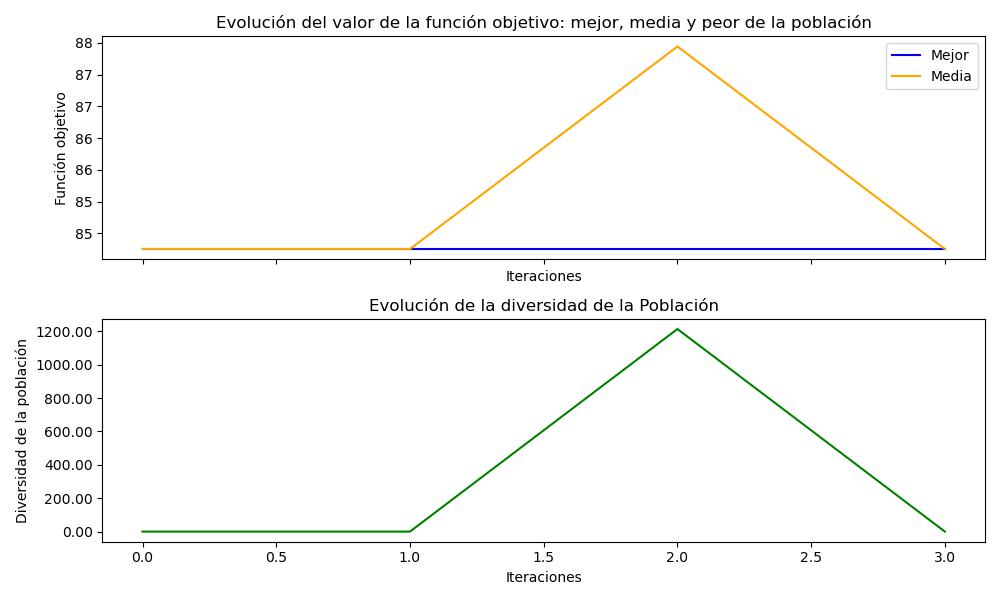 Evolución del valor de la función objetivo: mejor, media y peor de la población
88
87
87
86
86
85
85
Función objetivo
Mejor
Media
Iteraciones
Evolución de la diversidad de la Población
1200.00
1000.00
800.00
600.00
400.00
200.00
0.00
Diversidad de la población
0.0 0.5 1.0 1.5 2.0 2.5 3.0
Iteraciones